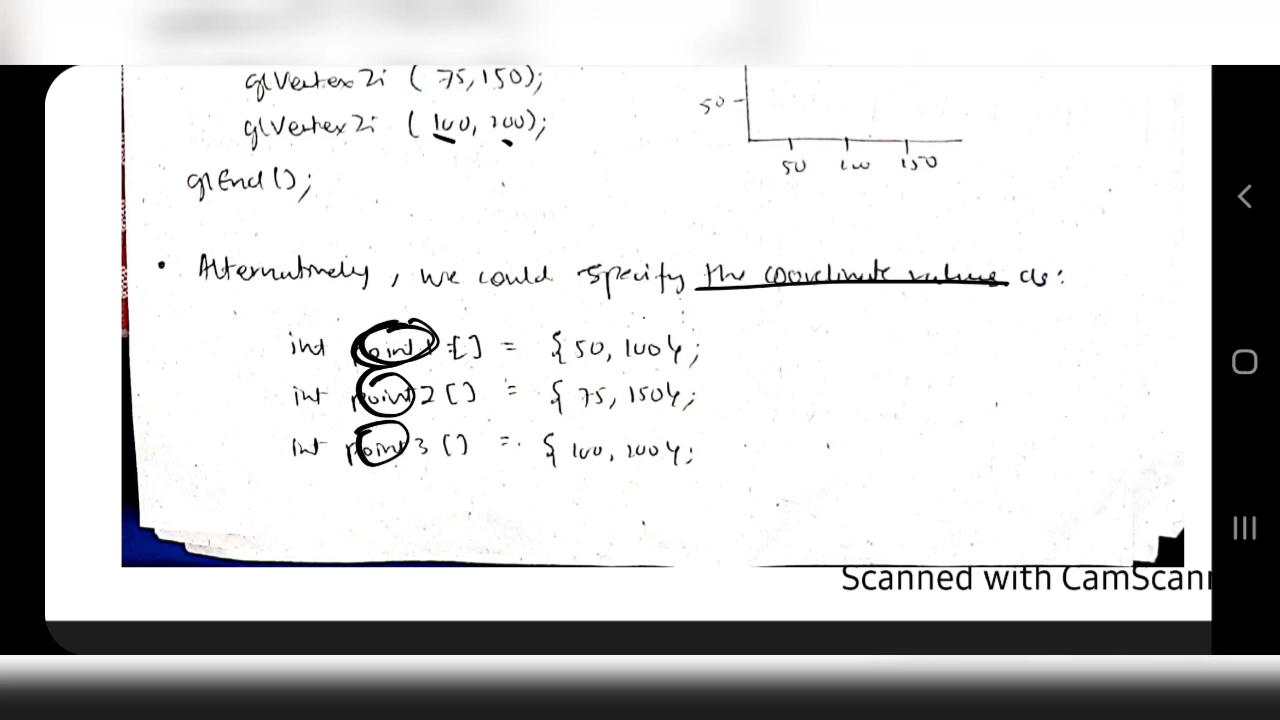 glVertex2i ( 75,150);
glVertex2i ( 100, 200);
glEnd();
50
50 100 150
• Alternatively, we could specify the coordinate values as:
int point1 [] = {50, 100};
int point2 [] = {75, 150};
int point3 [] = {100, 200};
Scanned with CamScann